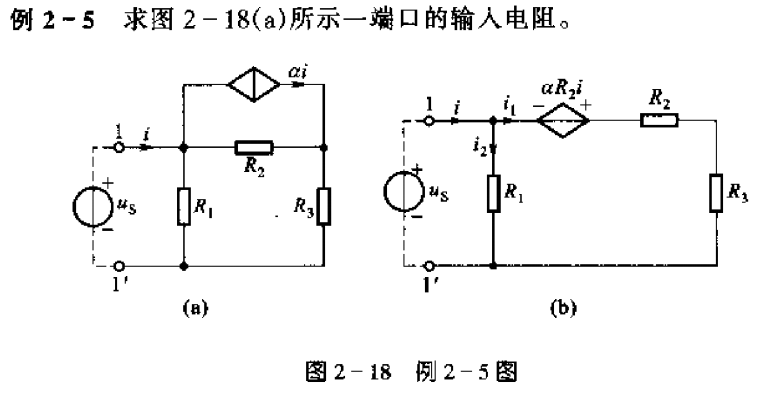 例 2-5 求图 2-18(a)所示一端口的输入电阻。
αi
1
i
R₂
+
uS
−
R₁
R₃
1′
(a)
αR₂i
1
i
i₁
−
+
R₂
i₂
+
uS
−
R₁
R₃
1′
(b)
图 2-18 例 2-5 图